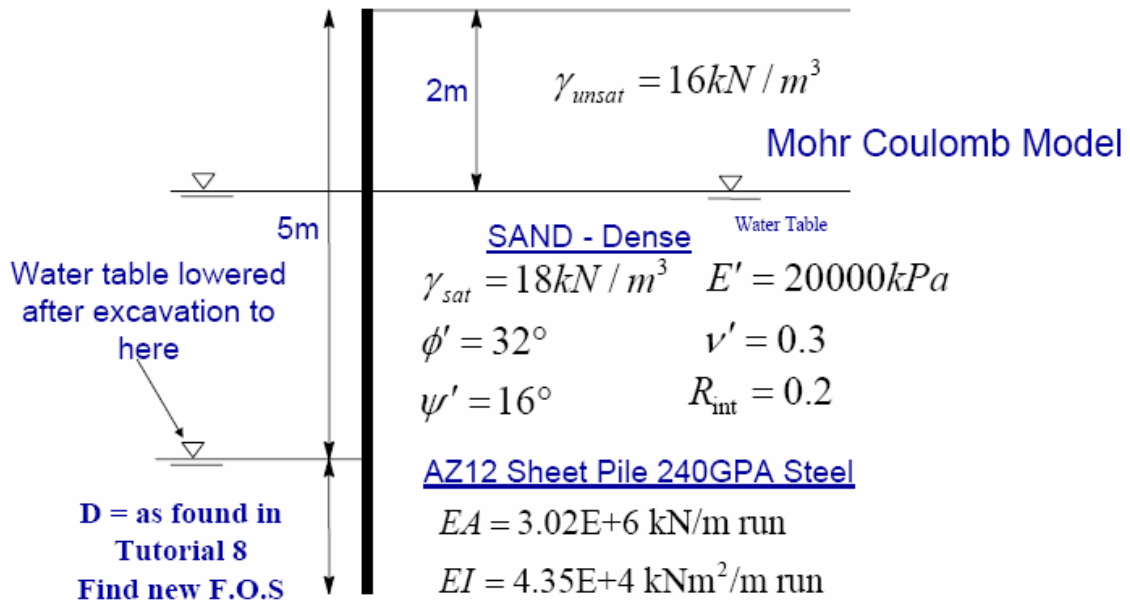 2m
γunsat = 16kN / m³
Mohr Coulomb Model
5m
Water Table
SAND - Dense
Water table lowered
after excavation to
here
γsat = 18kN / m³
E′ = 20000kPa
ϕ′ = 32°
ν′ = 0.3
ψ′ = 16°
Rint = 0.2
AZ12 Sheet Pile 240GPA Steel
D = as found in
Tutorial 8
Find new F.O.S
EA = 3.02E+6 kN/m run
EI = 4.35E+4 kNm²/m run